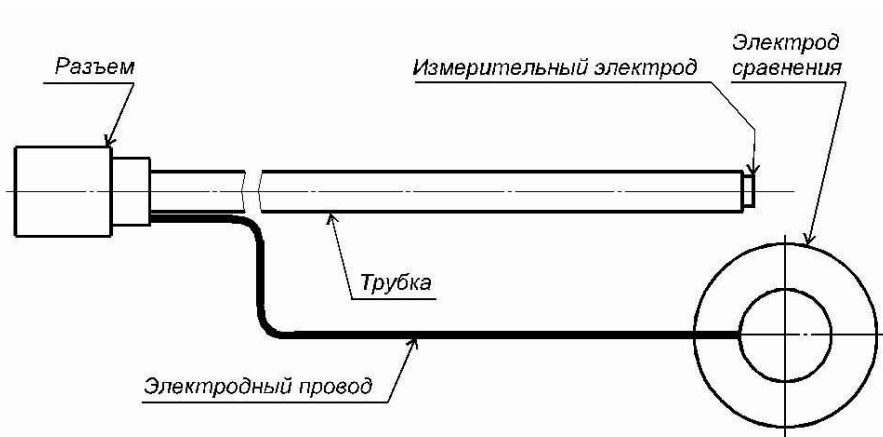 Электрод
сравнения
Разъем
Измерительный электрод
Трубка
Электродный провод